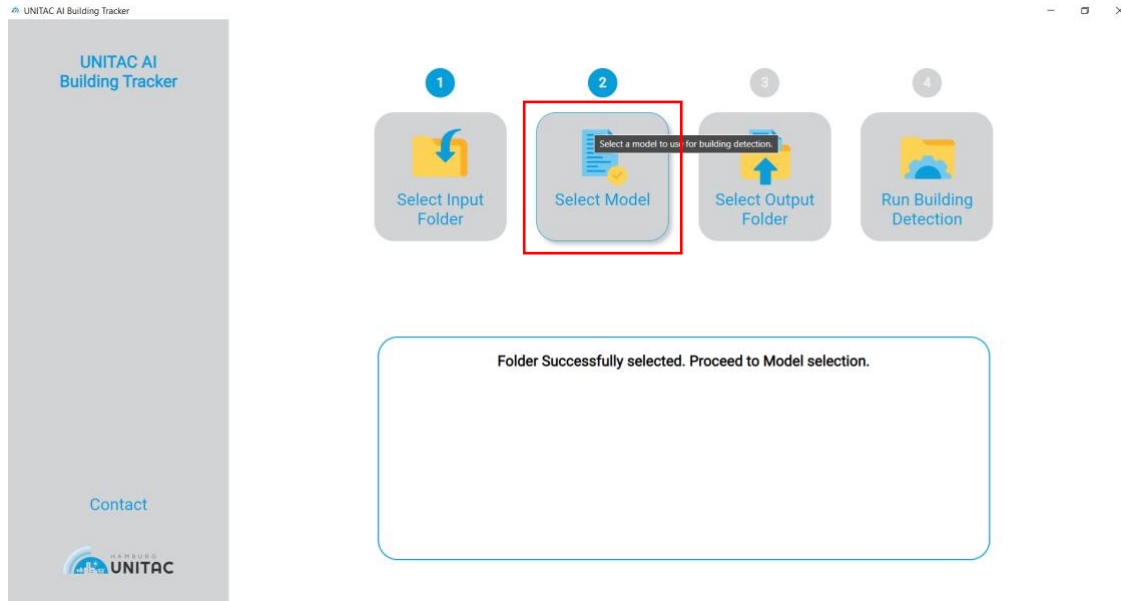 UNITAC AI Building Tracker
UNITAC AI
Building Tracker
1
2
3
4
Select a model to use for building detection.
Select Input
Folder
Select Model
Select Output
Folder
Run Building
Detection
Folder Successfully selected. Proceed to Model selection.
Contact
HAMBURG
UNITAC